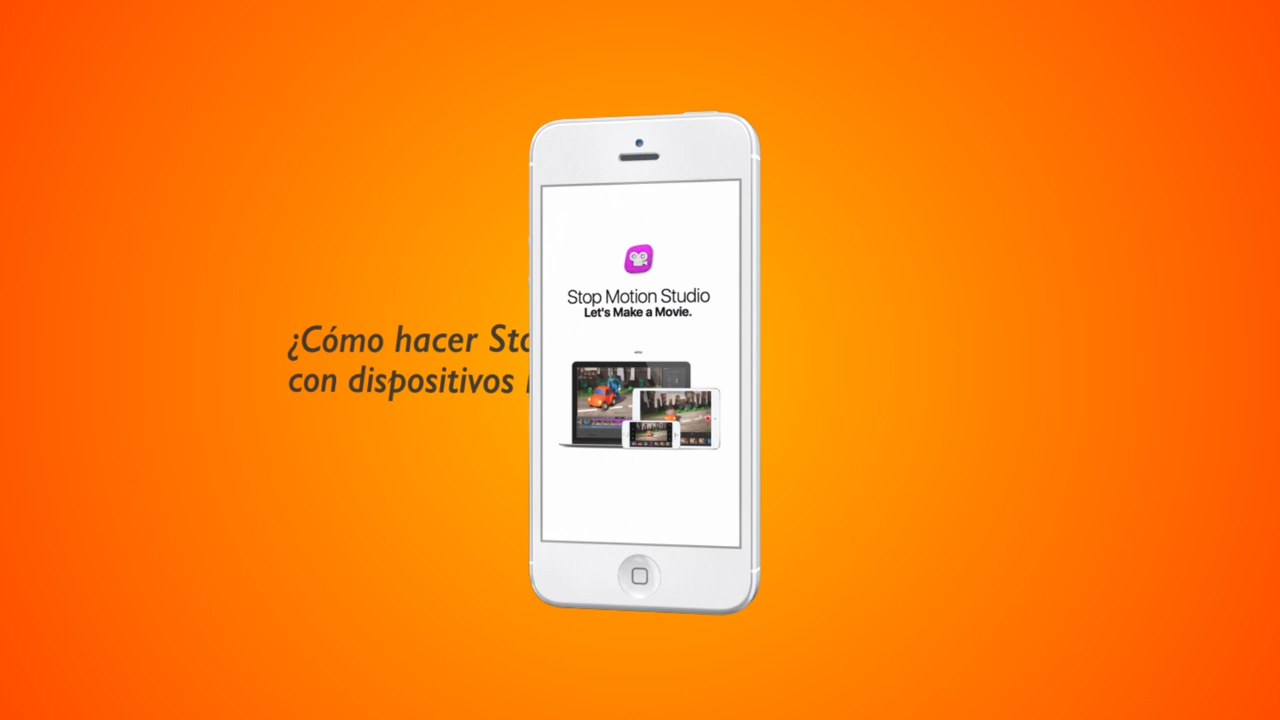 ¿Cómo hacer Sto
con dispositivos
Stop Motion Studio
Let's Make a Movie.